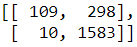 [[ 109,  298],
 [  10, 1583]]